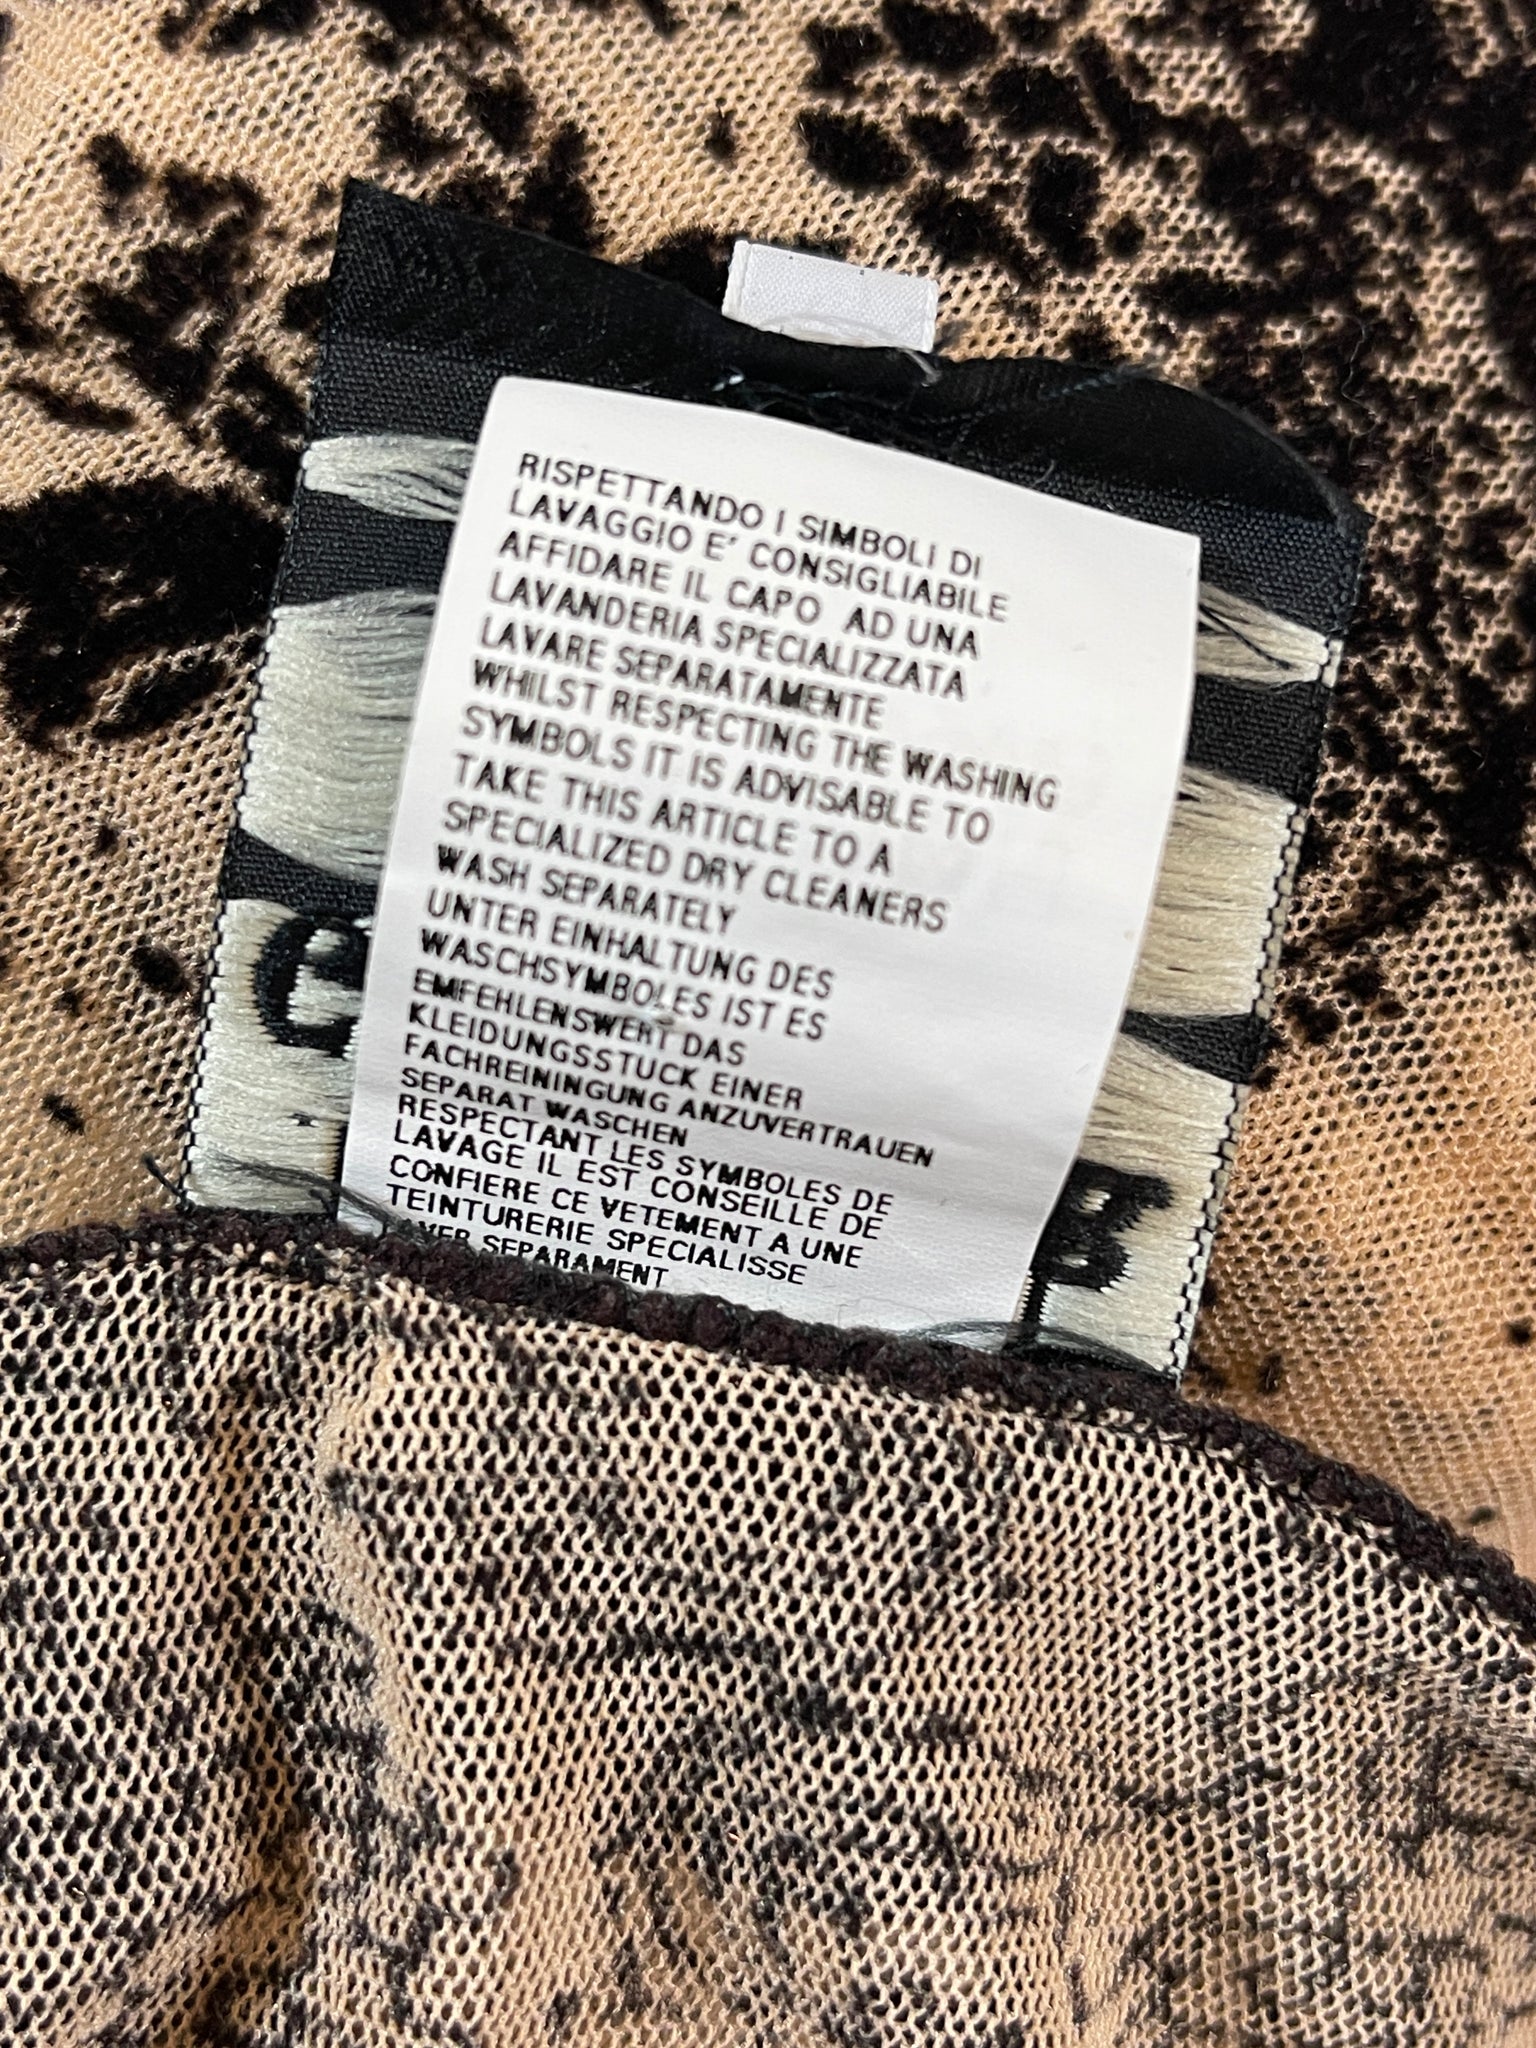 RISPETTANDO I SIMBOLI DI
LAVAGGIO E' CONSIGLIABILE
AFFIDARE IL CAPO AD UNA
LAVANDERIA SPECIALIZZATA
LAVARE SEPARATAMENTE
WHILST RESPECTING THE WASHING
SYMBOLS IT IS ADVISABLE TO
TAKE THIS ARTICLE TO A
SPECIALIZED DRY CLEANERS
WASH SEPARATELY
UNTER EINHALTUNG DES
WASCHSYMBOLES IST ES
EMFEHLENSWERT DAS
KLEIDUNGSSTUCK EINER
FACHREININGUNG ANZUVERTRAUEN
SEPARAT WASCHEN
RESPECTANT LES SYMBOLES DE
LAVAGE IL EST CONSEILLE DE
CONFIERE CE VETEMENT A UNE
TEINTURERIE SPECIALISSE
SEPARAMENT